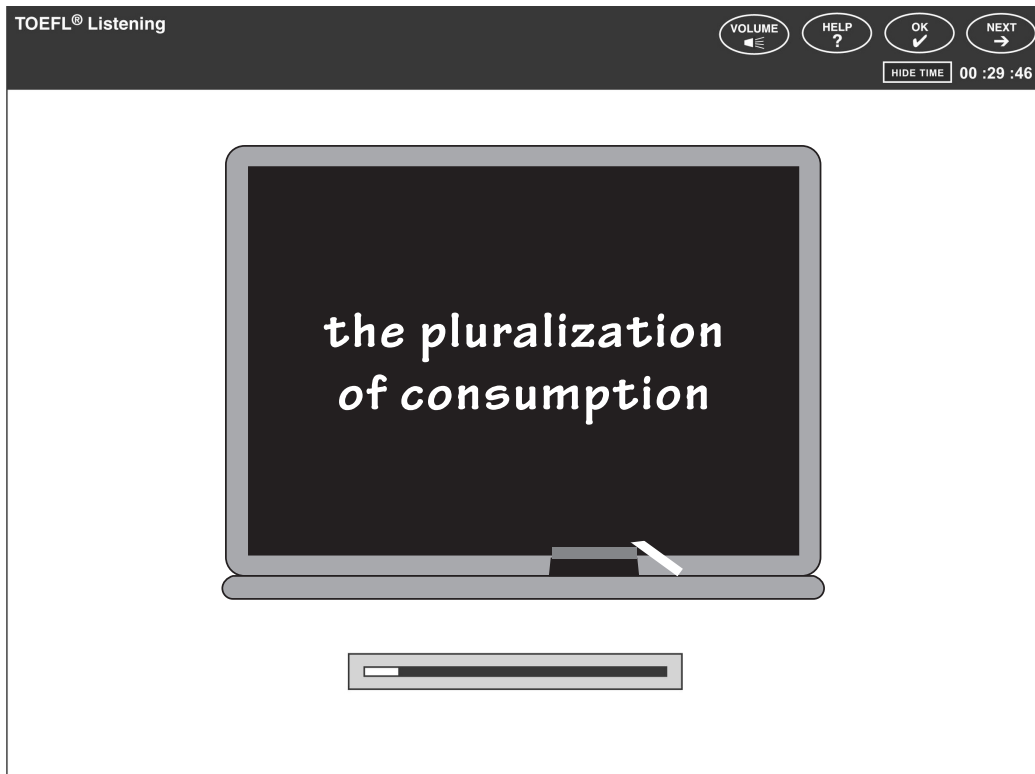 TOEFL® Listening
VOLUME
HELP
?
OK
NEXT
HIDE TIME 00 :29 :46
the pluralization
of consumption